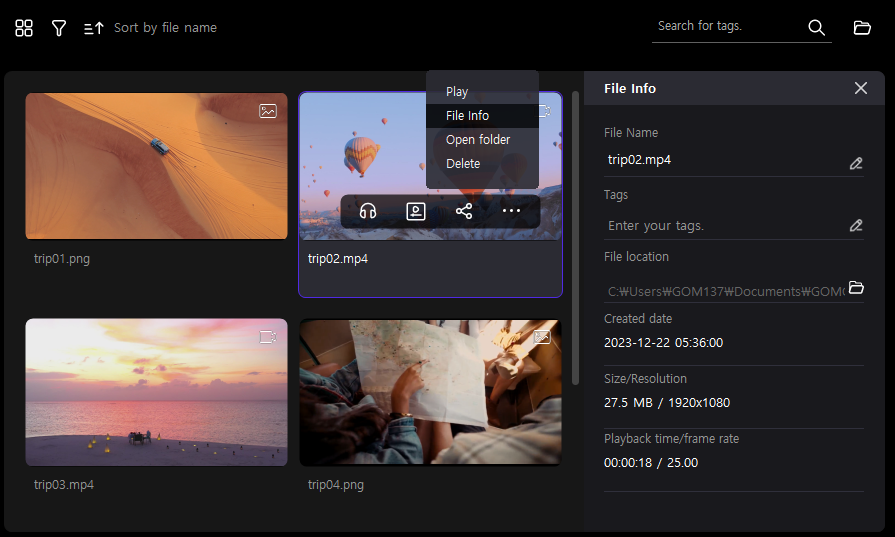 Sort by file name
Search for tags.
Play
File Info
Open folder
Delete
trip01.png
trip02.mp4
trip03.mp4
trip04.png
File Info
File Name
trip02.mp4
Tags
Enter your tags.
File location
C:₩Users₩GOM137₩Documents₩GOMC
Created date
2023-12-22 05:36:00
Size/Resolution
27.5 MB / 1920x1080
Playback time/frame rate
00:00:18 / 25.00